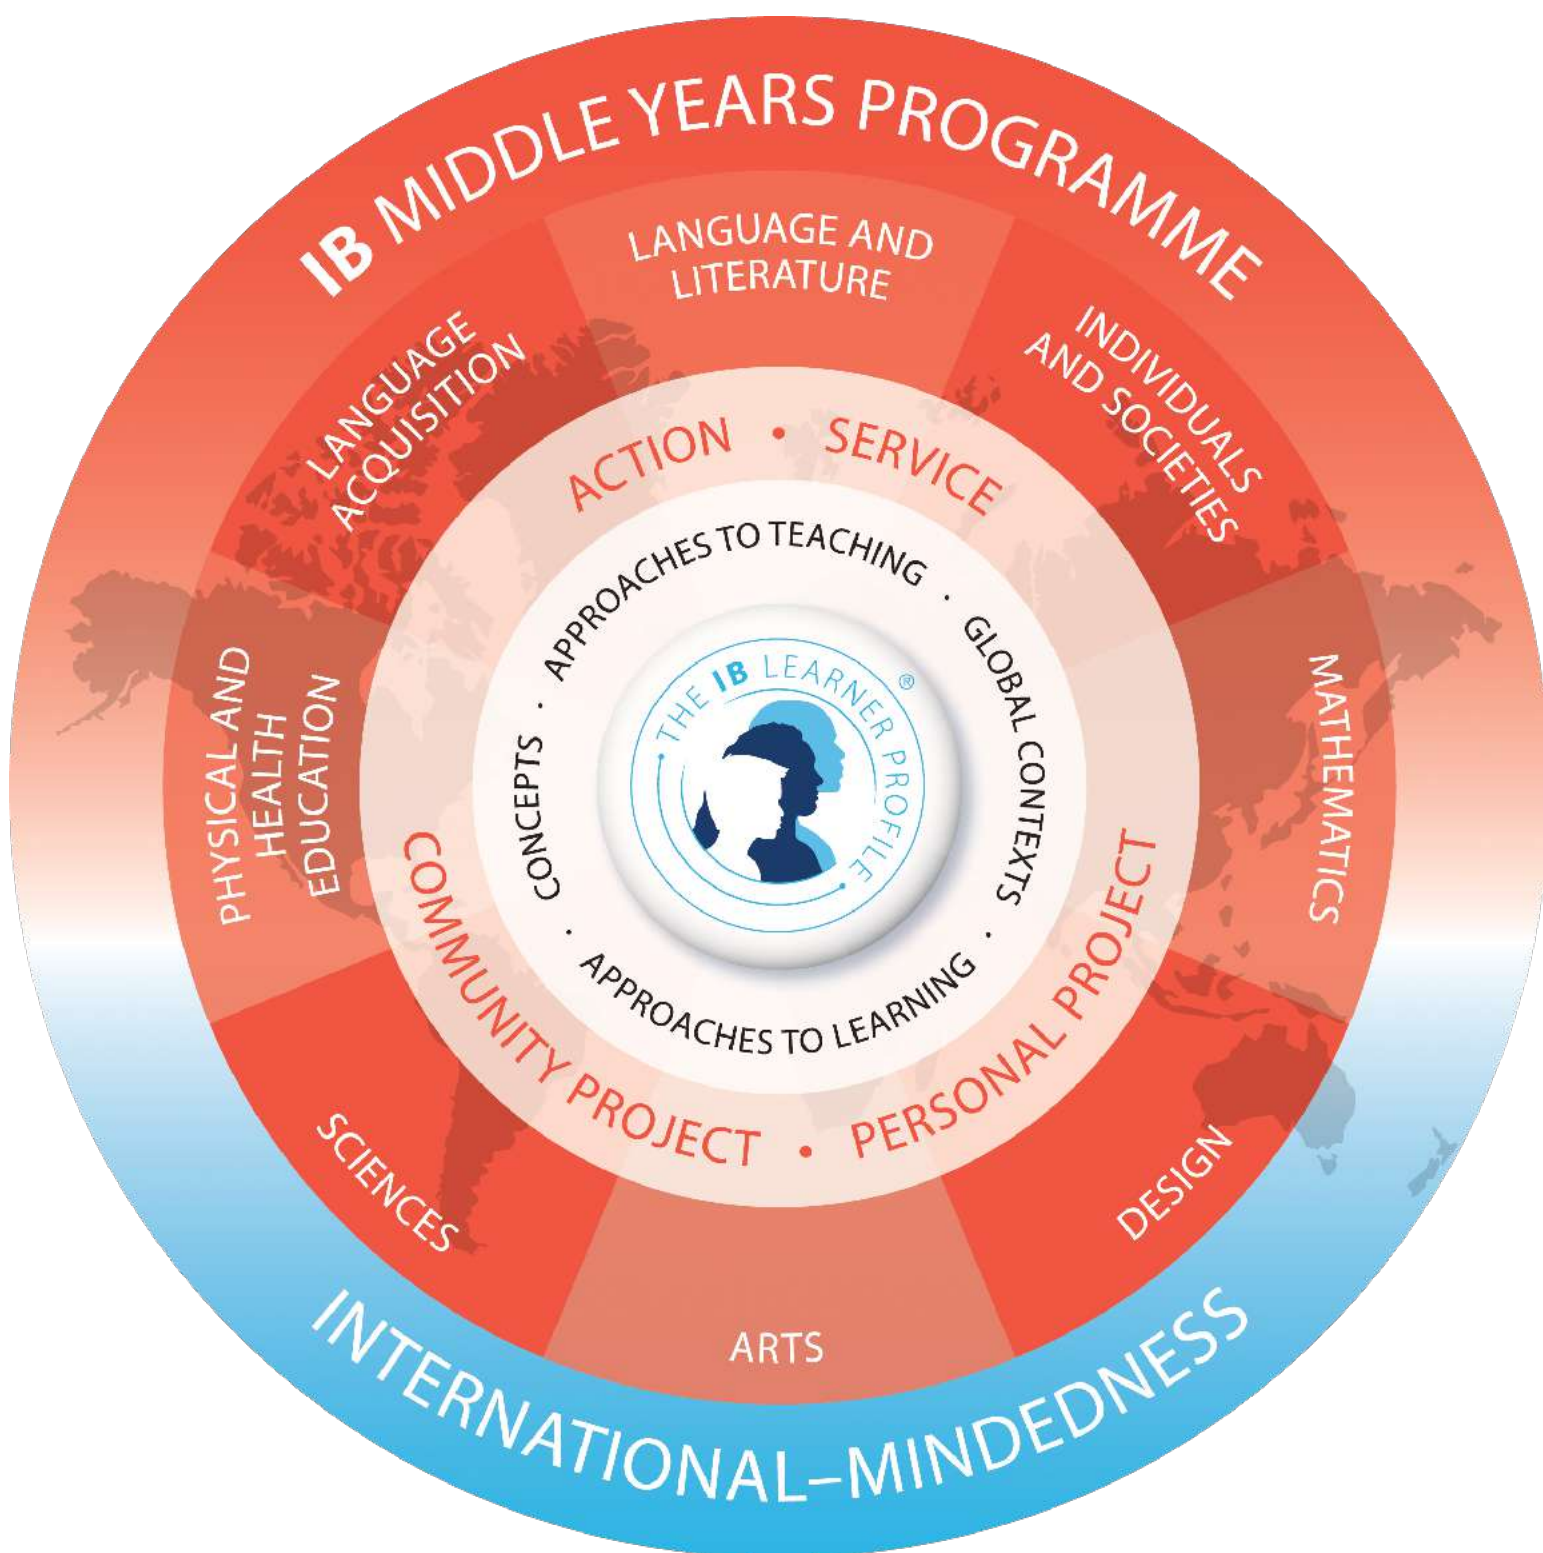 IB MIDDLE YEARS PROGRAMME
LANGUAGE AND
LITERATURE
INDIVIDUALS
AND SOCIETIES
MATHEMATICS
DESIGN
ARTS
SCIENCES
PHYSICAL AND
HEALTH
EDUCATION
LANGUAGE
ACQUISITION
ACTION • SERVICE
COMMUNITY PROJECT • PERSONAL PROJECT
APPROACHES TO TEACHING · GLOBAL CONTEXTS · APPROACHES TO LEARNING · CONCEPTS ·
THE IB LEARNER PROFILE ®
INTERNATIONAL–MINDEDNESS